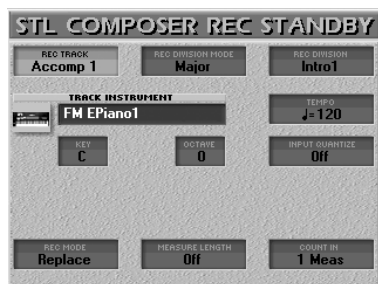 STL COMPOSER REC STANDBY
REC TRACK
Accomp 1
REC DIVISION MODE
Major
REC DIVISION
Intro1
TRACK INSTRUMENT
FM EPiano1
TEMPO
♩=120
KEY
C
OCTAVE
0
INPUT QUANTIZE
Off
REC MODE
Replace
MEASURE LENGTH
Off
COUNT IN
1 Meas